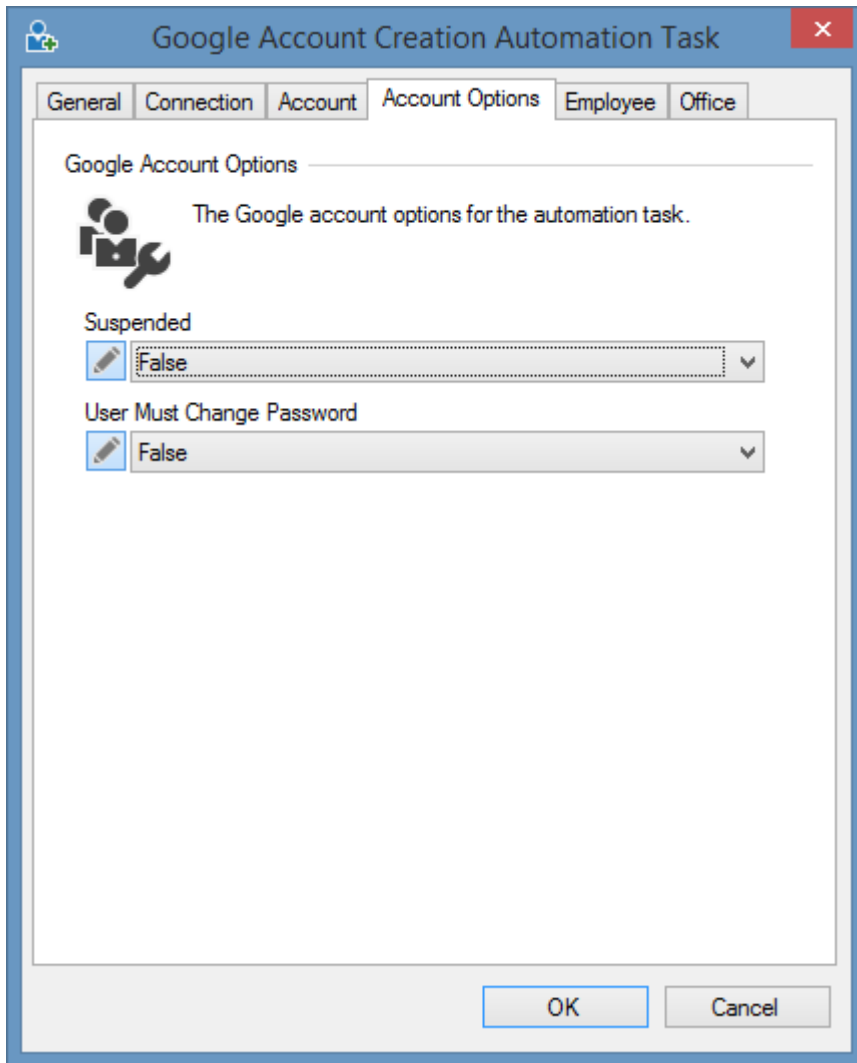 Google Account Creation Automation Task
General Connection Account Account Options Employee Office
Google Account Options
The Google account options for the automation task.
Suspended
False
User Must Change Password
False
OK Cancel